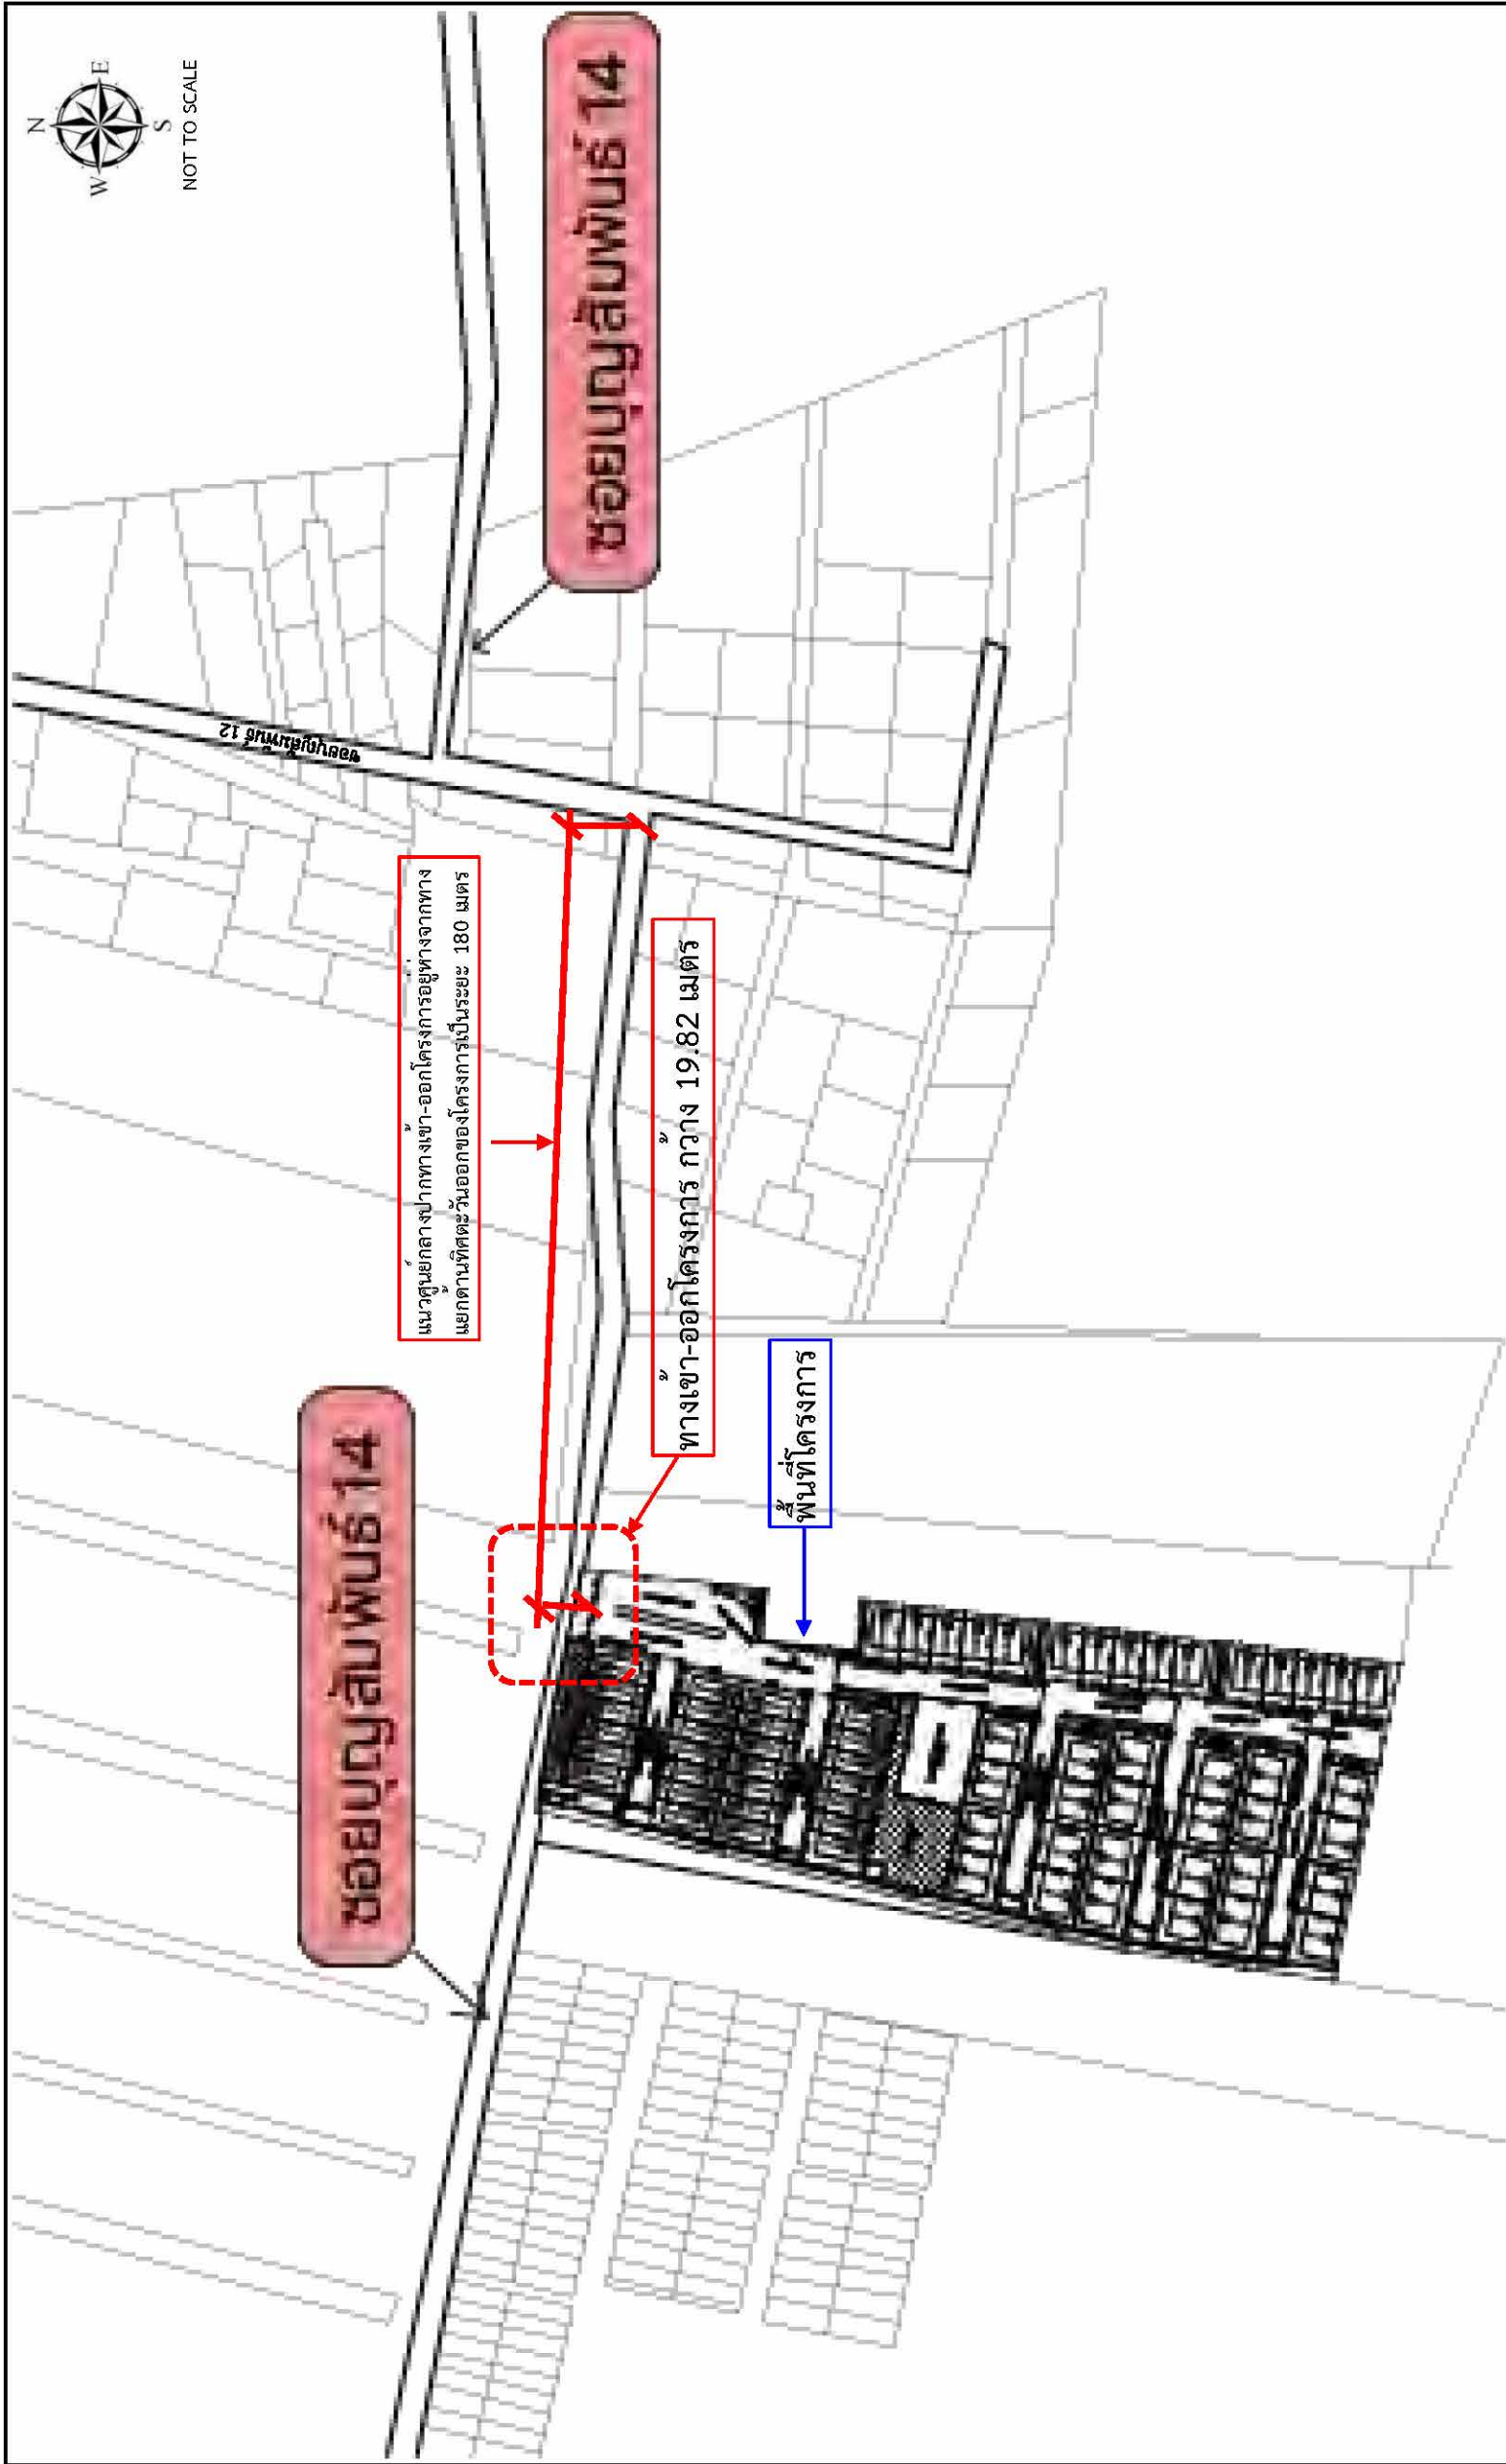 N
W
E
S
NOT TO SCALE
ซอยบุญสัมพันธ์ 14
ซอยบุญสัมพันธ์ 12
แนวศูนย์กลางปากทางเข้า-ออกโครงการอยู่ห่างจากทาง
แยกด้านทิศตะวันออกของโครงการเป็นระยะ 180 เมตร
ซอยบุญสัมพันธ์ 14
ทางเข้า-ออกโครงการ กว้าง 19.82 เมตร
พื้นที่โครงการ